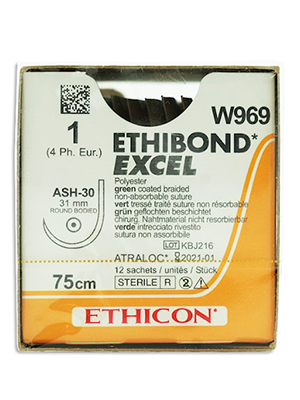 W969
1
(4 Ph. Eur.)
ETHIBOND*
EXCEL
Polyester
green coated braided
non-absorbable suture
vert tressé traité suture non résorbable
grün geflochten beschichtet
chirurg. Nahtmaterial nicht resorbierbar
verde intrecciato rivestito
sutura non assorbibile
ASH-30
31 mm
ROUND BODIED
LOT KBJ216
ATRALOC* 2021-01
12 sachets / unités / Stück
75cm
STERILE R 2
ETHICON*